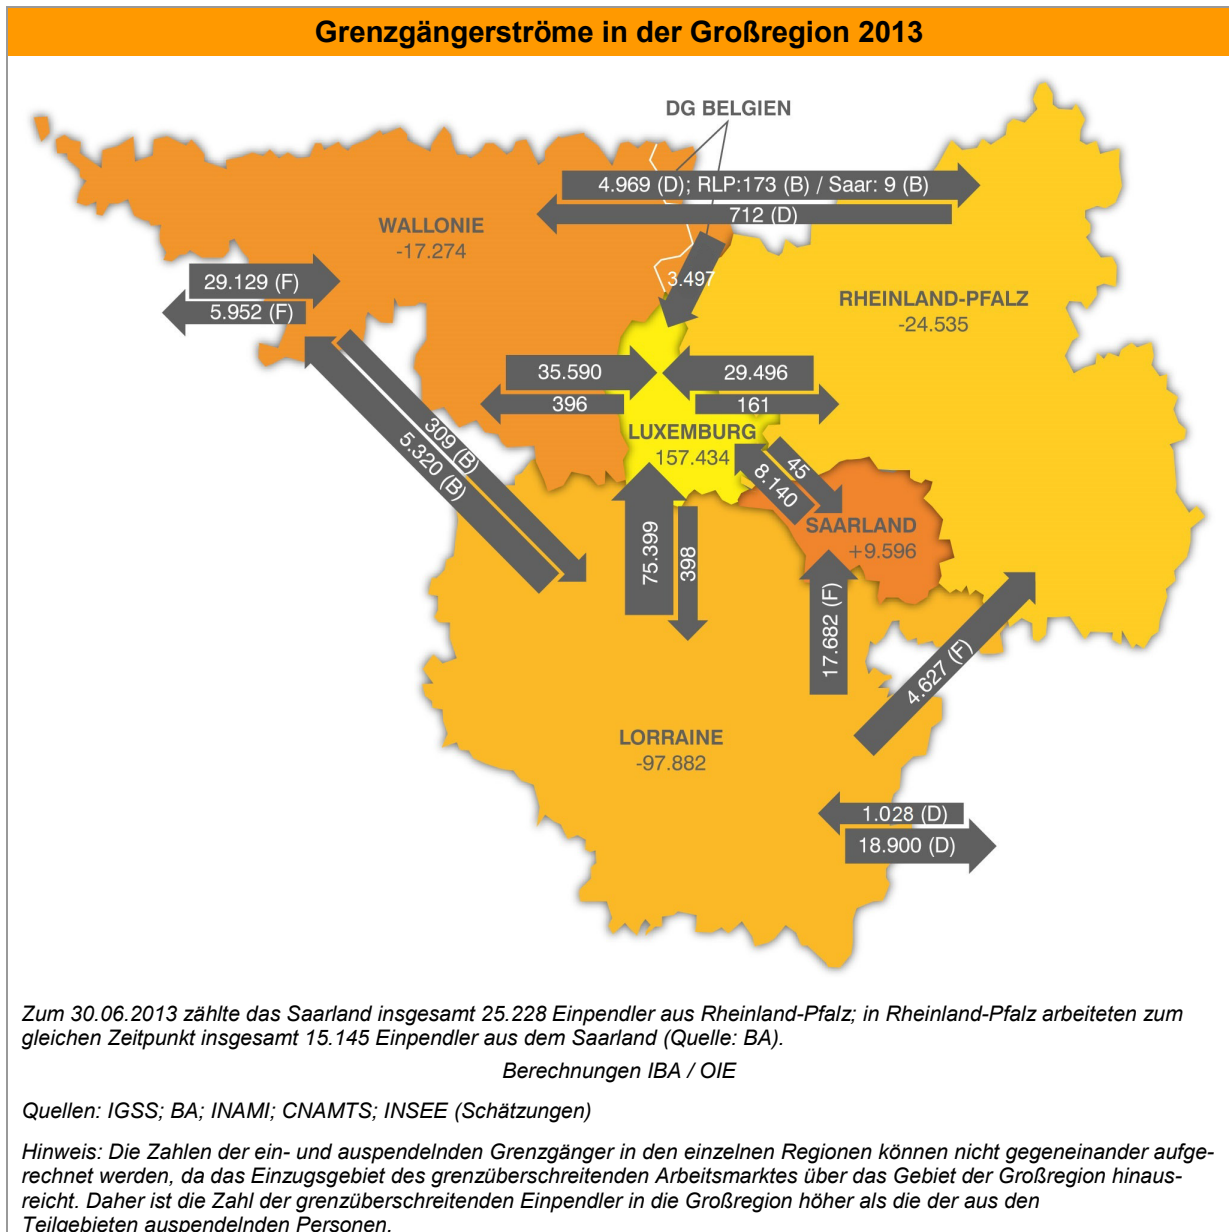 Grenzgängerströme in der Großregion 2013
DG BELGIEN
4.969 (D); RLP:173 (B) / Saar: 9 (B)
712 (D)
WALLONIE
-17.274
3.497
29.129 (F)
5.952 (F)
RHEINLAND-PFALZ
-24.535
35.590
29.496
396
161
309 (B)
5.320 (B)
LUXEMBURG
157.434
45
8.140
SAARLAND
+9.596
75.399
398
17.682 (F)
4.627 (F)
LORRAINE
-97.882
1.028 (D)
18.900 (D)
Zum 30.06.2013 zählte das Saarland insgesamt 25.228 Einpendler aus Rheinland-Pfalz; in Rheinland-Pfalz arbeiteten zum
gleichen Zeitpunkt insgesamt 15.145 Einpendler aus dem Saarland (Quelle: BA).
Berechnungen IBA / OIE
Quellen: IGSS; BA; INAMI; CNAMTS; INSEE (Schätzungen)
Hinweis: Die Zahlen der ein- und auspendelnden Grenzgänger in den einzelnen Regionen können nicht gegeneinander aufge-
rechnet werden, da das Einzugsgebiet des grenzüberschreitenden Arbeitsmarktes über das Gebiet der Großregion hinaus-
reicht. Daher ist die Zahl der grenzüberschreitenden Einpendler in die Großregion höher als die der aus den
Teilgebieten auspendelnden Personen.